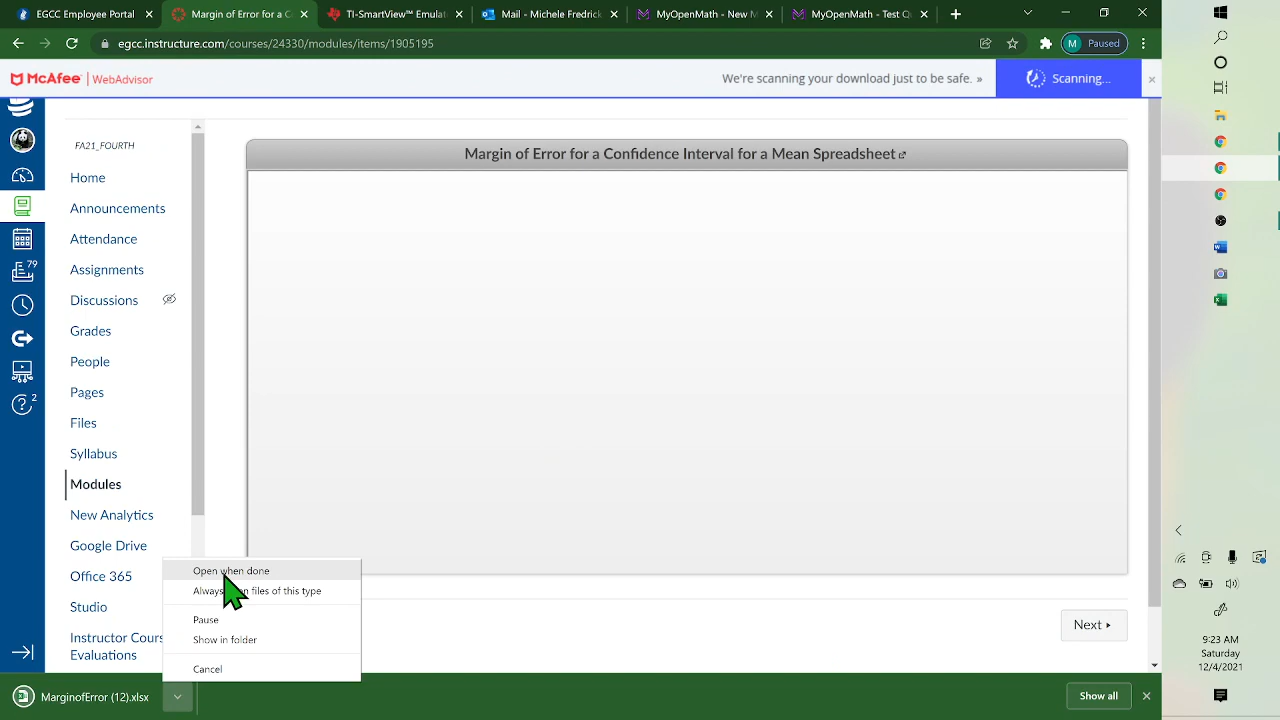 EGCC Employee Portal
Margin of Error for a C
TI-SmartView™ Emulat
Mail - Michele Fredrick
MyOpenMath - New M
MyOpenMath - Test Qu
egcc.instructure.com/courses/24330/modules/items/1905195
M Paused
McAfee | WebAdvisor
We're scanning your download just to be safe. »
Scanning...
FA21_FOURTH
Margin of Error for a Confidence Interval for a Mean Spreadsheet
Home
Announcements
Attendance
Assignments
79
Discussions
Grades
People
Pages
2
Files
Syllabus
Modules
New Analytics
Google Drive
Office 365
Studio
Instructor Cours
Evaluations
Open when done
Always n files of this type
Pause
Show in folder
Cancel
Next
9:23 AM
Saturday
12/4/2021
MarginofError (12).xlsx
Show all